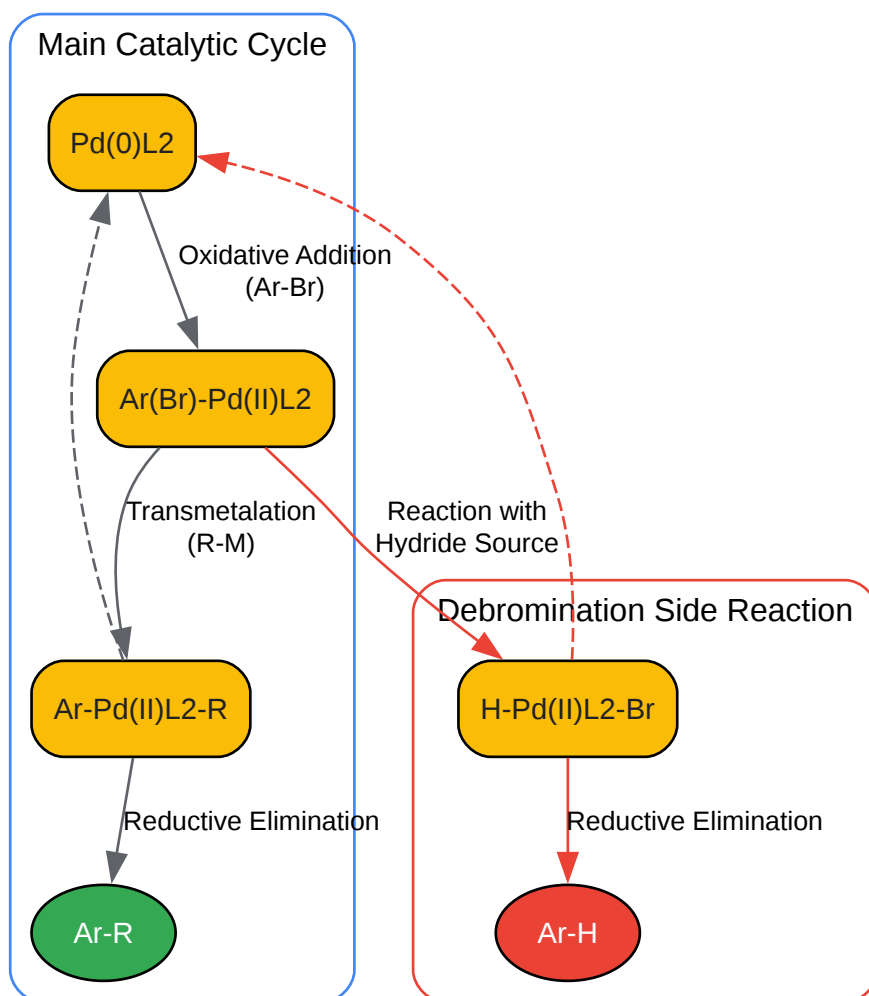 Main Catalytic Cycle
Pd(0)L2
Oxidative Addition
(Ar-Br)
Ar(Br)-Pd(II)L2
Transmetalation
(R-M)
Reaction with
Hydride Source
Debromination Side Reaction
Ar-Pd(II)L2-R
H-Pd(II)L2-Br
Reductive Elimination
Reductive Elimination
Ar-R
Ar-H